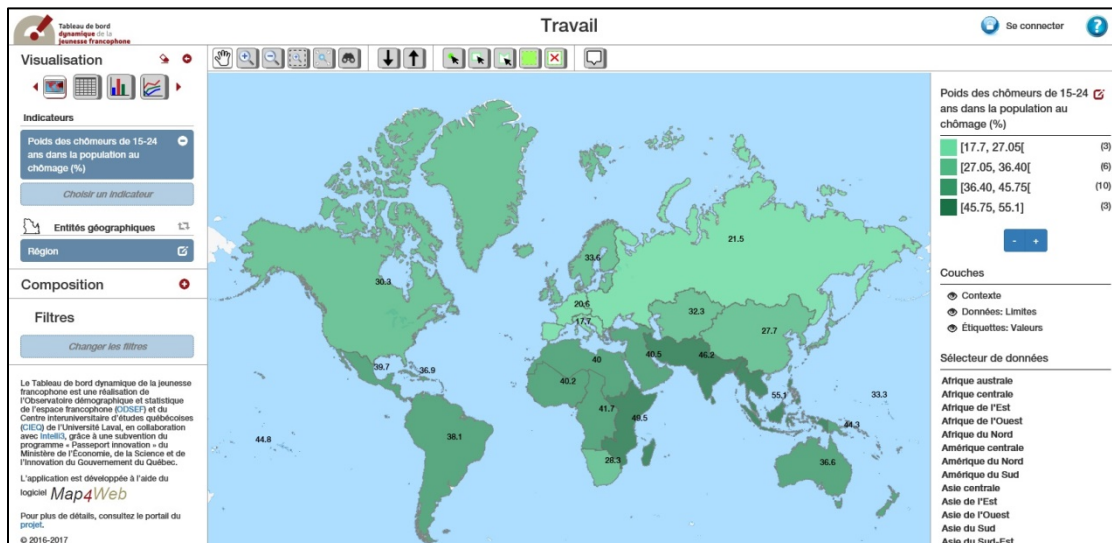 Tableau de bord
dynamique de la
jeunesse francophone
Travail
Se connecter
?
Visualisation
Indicateurs
Poids des chômeurs de 15-24
ans dans la population au
chômage (%)
Choisir un indicateur
Entités géographiques
Région
Composition
Filtres
Changer les filtres
Le Tableau de bord dynamique de la jeunesse
francophone est une réalisation de
l'Observatoire démographique et statistique
de l'espace francophone (ODSEF) et du
Centre interuniversitaire d'études québécoises
(CIEQ) de l'Université Laval, en collaboration
avec Intelli3, grâce à une subvention du
programme « Passeport Innovation » du
Ministère de l'Économie, de la Science et de
l'Innovation du Gouvernement du Québec.
L'application est développée à l'aide du
logiciel Map4Web
Pour plus de détails, consultez le portail du
projet.
© 2016-2017
21.5
33.6
30.3
20.6
17.7
32.3
27.7
40
40.5
46.2
39.7
36.9
40.2
41.7
49.5
55.1
33.3
44.3
44.8
38.1
28.3
36.6
Poids des chômeurs de 15-24
ans dans la population au
chômage (%)
[17.7, 27.05[ (3)
[27.05, 36.40[ (6)
[36.40, 45.75[ (10)
[45.75, 55.1] (3)
- +
Couches
Contexte
Données: Limites
Étiquettes: Valeurs
Sélecteur de données
Afrique australe
Afrique centrale
Afrique de l'Est
Afrique de l'Ouest
Afrique du Nord
Amérique centrale
Amérique du Nord
Amérique du Sud
Asie centrale
Asie de l'Est
Asie de l'Ouest
Asie du Sud
Asie du Sud-Est